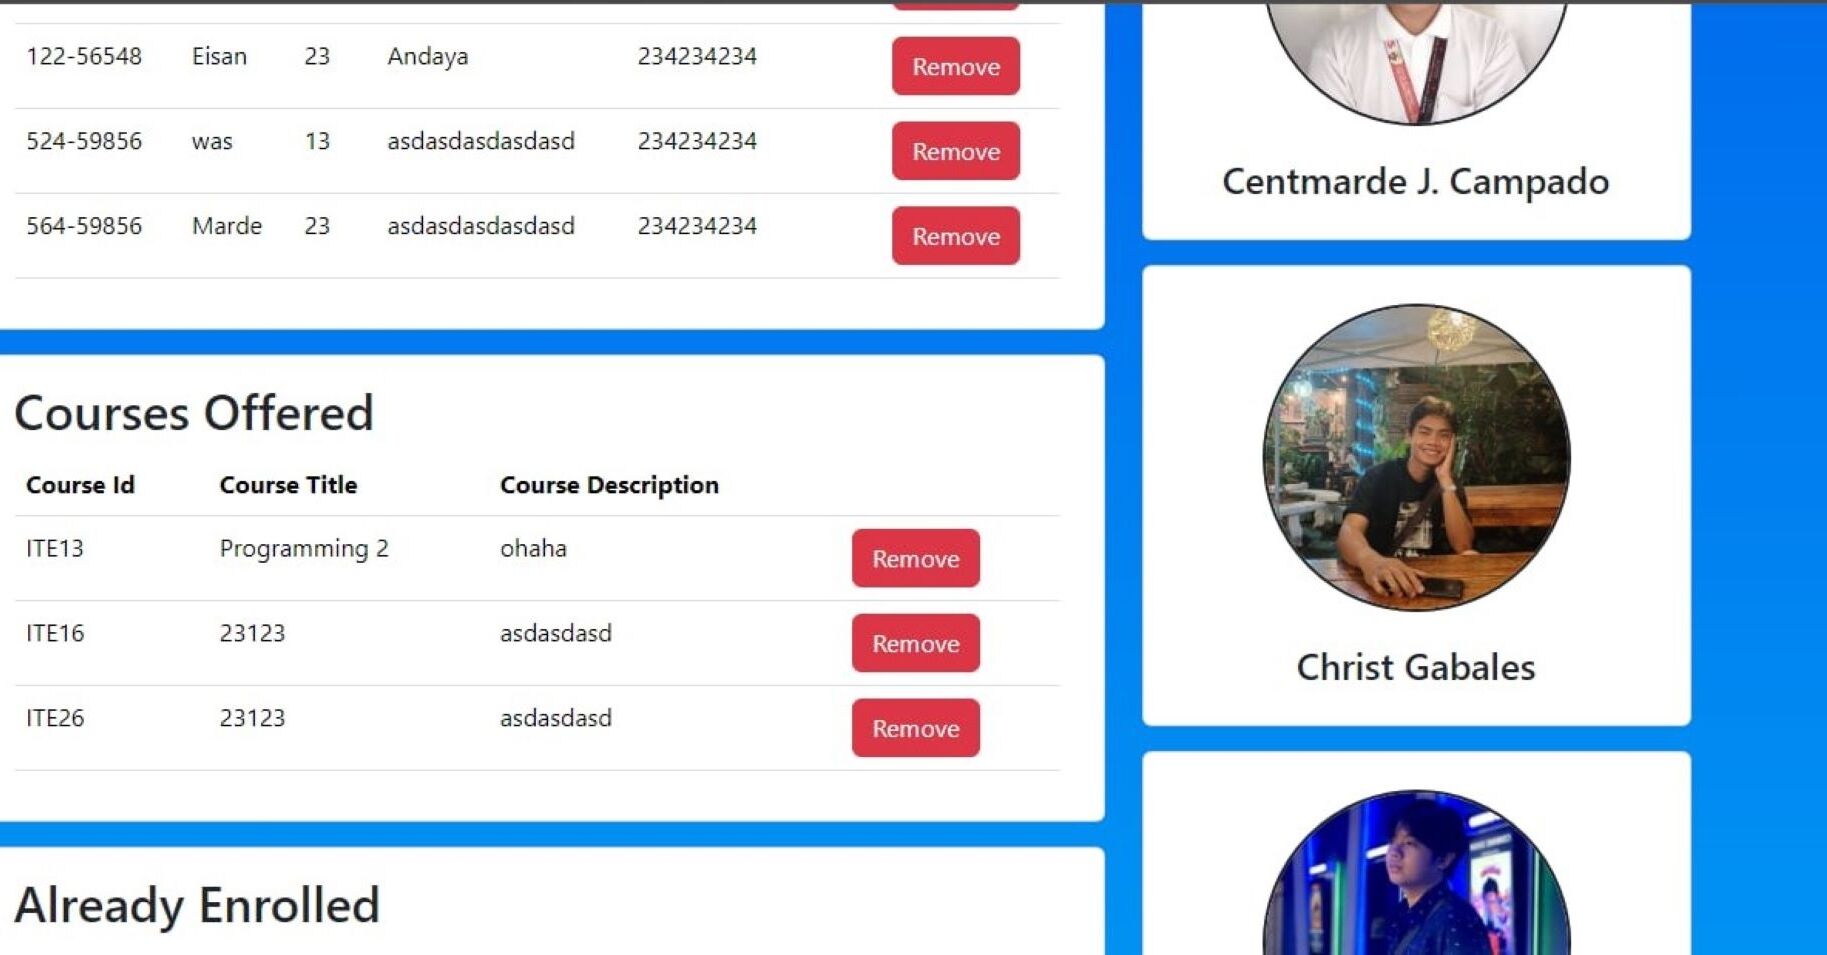 122-56548 Eisan 23 Andaya 234234234 Remove
524-59856 was 13 asdasdasdasdasd 234234234 Remove
564-59856 Marde 23 asdasdasdasdasd 234234234 Remove
Courses Offered
Course Id Course Title Course Description
ITE13 Programming 2 ohaha Remove
ITE16 23123 asdasdasd Remove
ITE26 23123 asdasdasd Remove
Already Enrolled
Centmarde J. Campado
Christ Gabales